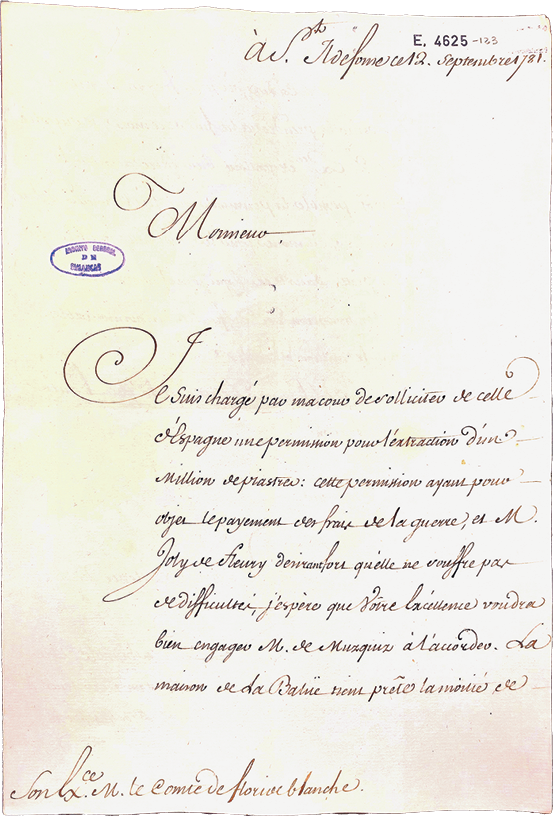 E. 4625 -123
à S.t Ildefonse ce 12. Septembre 1781.
Monsieur
ARCHIVO GENERAL
DE
SIMANCAS
Je suis chargé par ma cour de solliciter de celle
d'Espagne une permission pour l'extraction d'un
Million de piastres: cette permission ayant pour
objet le payement des frais de la guerre, et M.
Joly de fleury desirant fort qu'elle ne souffre pas
de difficultés, j'espère que Votre Excéllence voudra
bien engager M. de Muzquiz à l'accorder. La
maison de La Balüe tient prête la moitié de
Son Ex.ce M. le Comte de floride blanche.